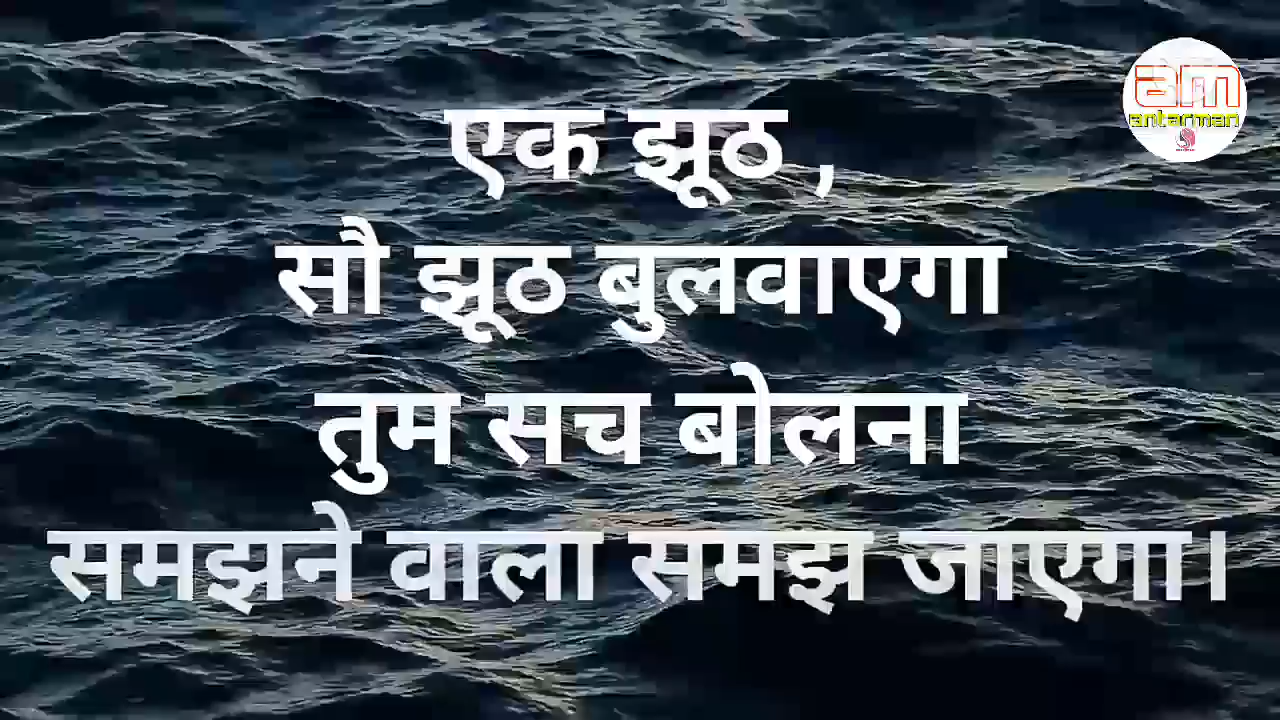 एक झूठ ,
सौ झूठ बुलवाएगा
तुम सच बोलना
समझने वाला समझ जाएगा।
am
antarman